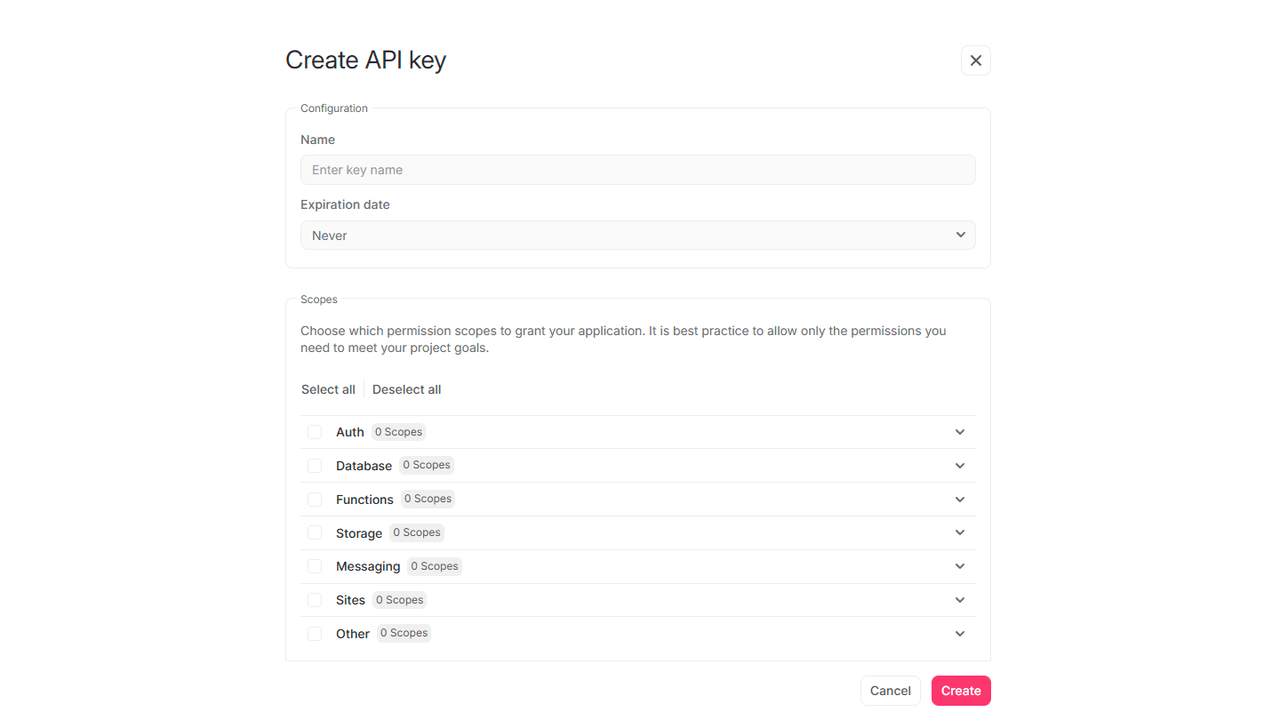 Create API key
Configuration
Name
Enter key name
Expiration date
Never
Scopes
Choose which permission scopes to grant your application. It is best practice to allow only the permissions you
need to meet your project goals.
Select all Deselect all
Auth 0 Scopes
Database 0 Scopes
Functions 0 Scopes
Storage 0 Scopes
Messaging 0 Scopes
Sites 0 Scopes
Other 0 Scopes
Cancel Create